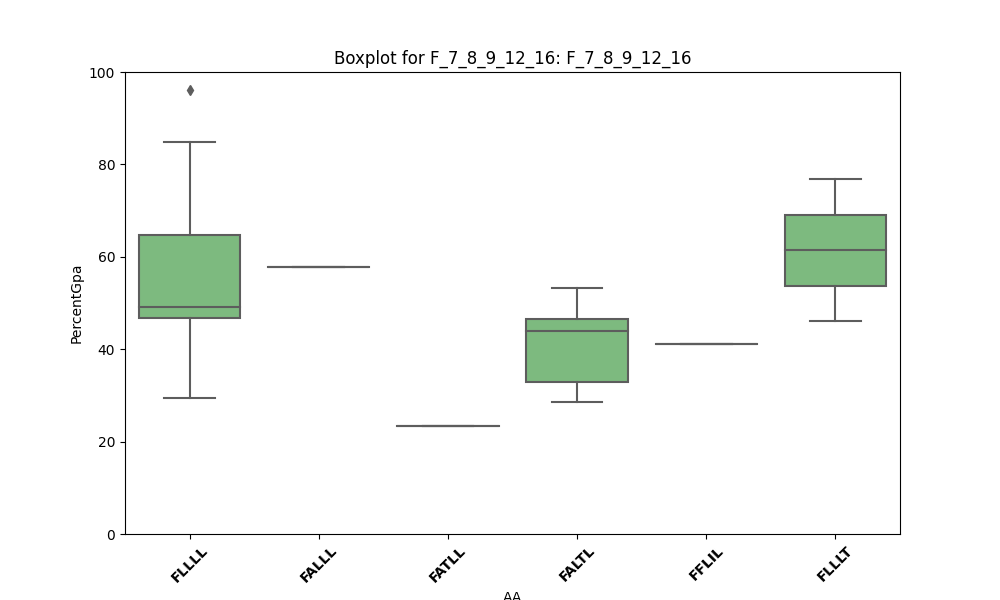 Boxplot for F_7_8_9_12_16: F_7_8_9_12_16
100
80
60
40
20
0
PercentGpa
FLLLL
FALLL
FATLL
FALTL
FFLIL
FLLLT
AA